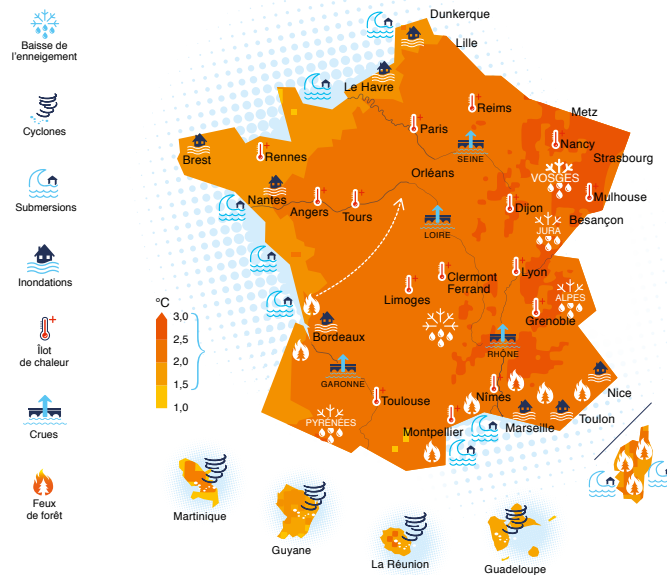 Baisse de
l'enneigement
Cyclones
Submersions
Inondations
Îlot
de chaleur
Crues
Feux
de forêt
Dunkerque
Lille
Le Havre
Reims
Metz
Paris
Nancy
SEINE
Strasbourg
Brest
Rennes
VOSGES
Orléans
Mulhouse
Nantes
Angers
Tours
Dijon
Besançon
LOIRE
JURA
Lyon
Clermont
Ferrand
Limoges
ALPES
Grenoble
°C
3,0
2,5
2,0
1,5
1,0
Bordeaux
RHÔNE
GARONNE
Nice
Toulouse
Nîmes
PYRÉNÉES
Montpellier
Marseille
Toulon
Martinique
Guyane
La Réunion
Guadeloupe